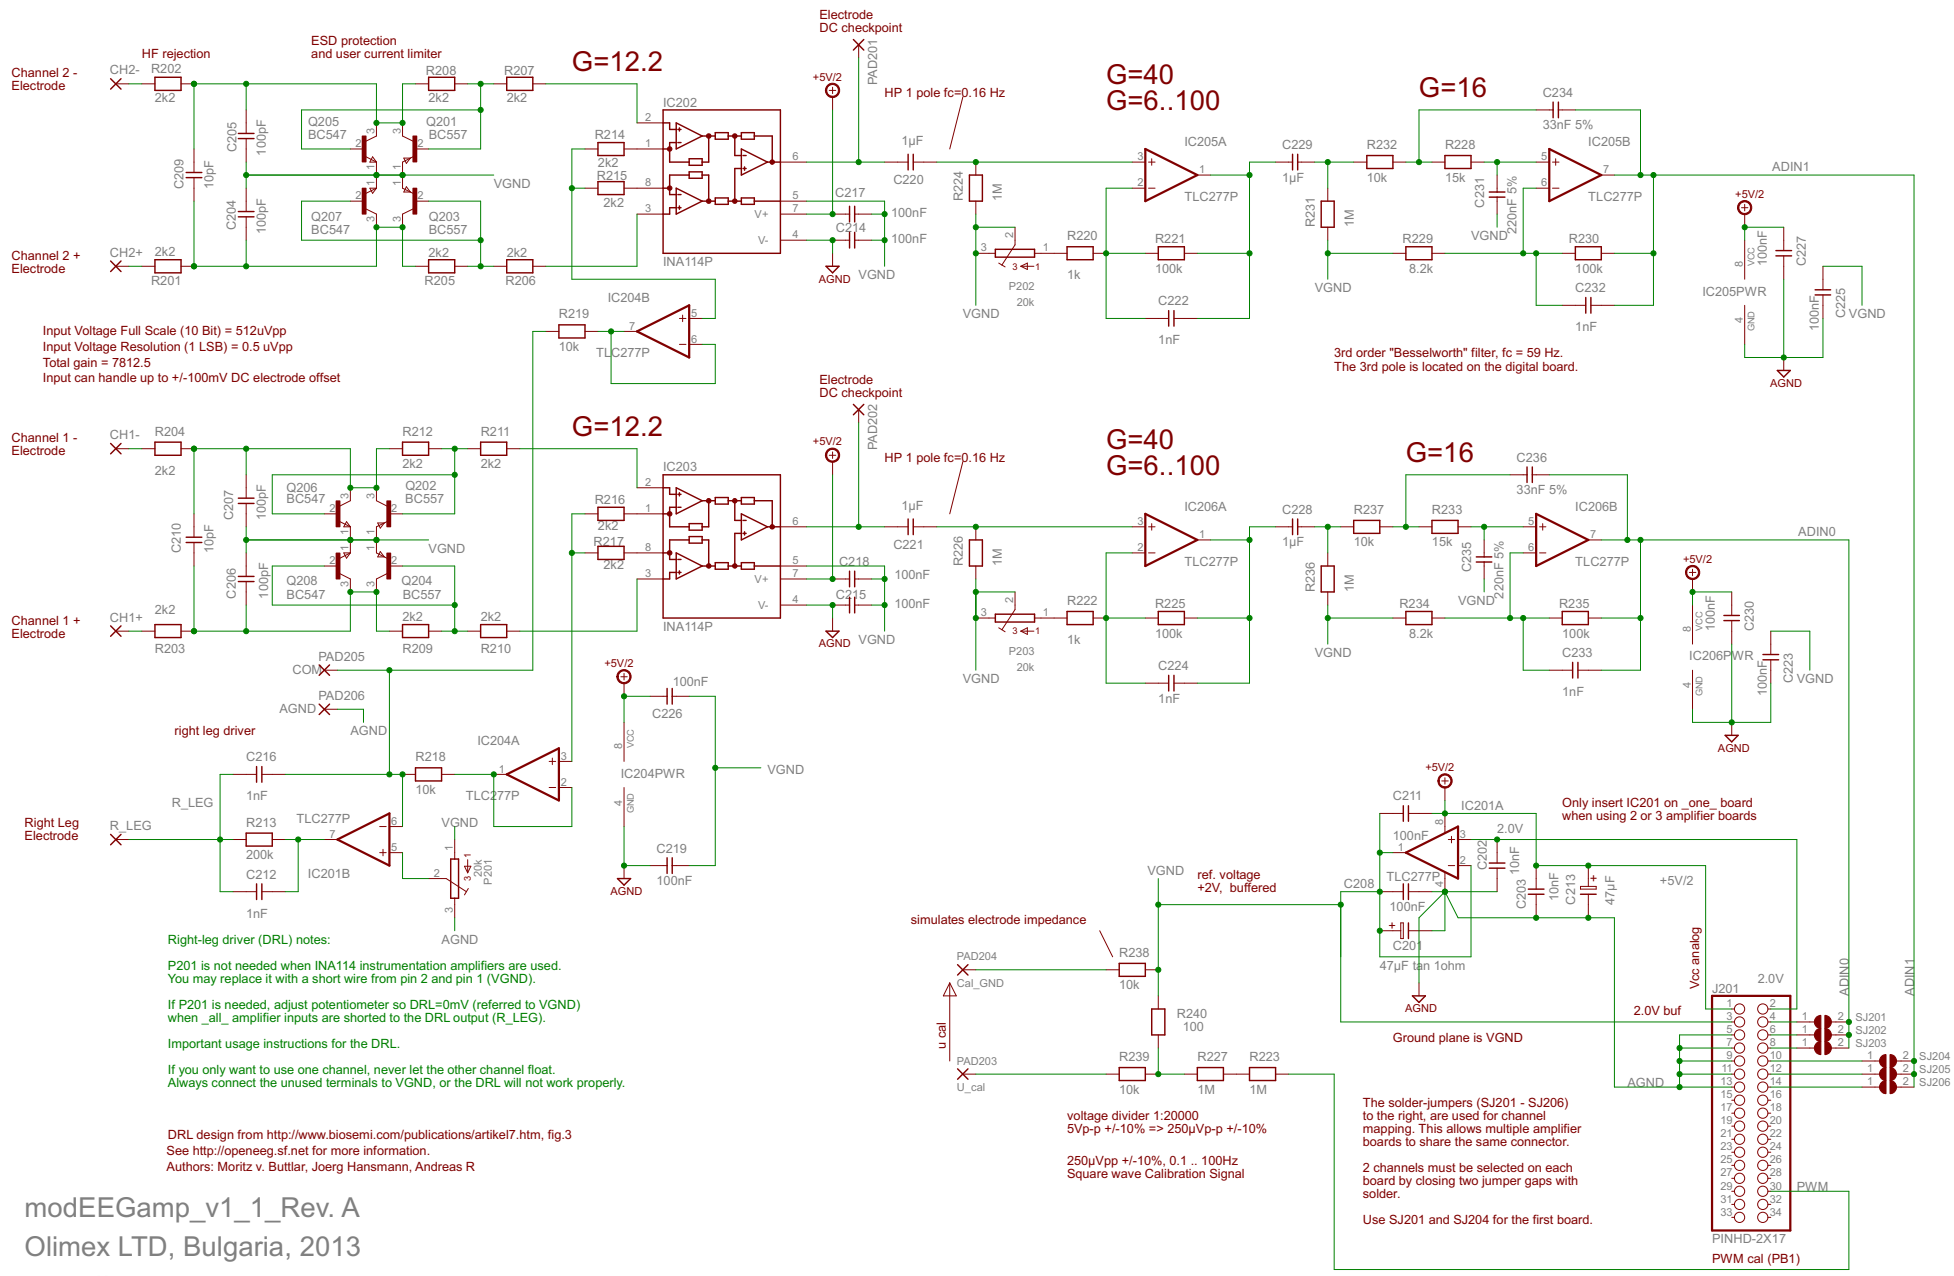 Electrode
DC checkpoint
HF rejection
ESD protection
and user current limiter
G=12.2
PAD201
+5V/2
HP 1 pole fc=0.16 Hz
G=40
G=6..100
G=16
Channel 2 -
Electrode
CH2-
R202
2k2
R208
2k2
R207
2k2
IC202
C234
33nF 5%
IC205B
Q205
BC547
Q201
BC557
C205
100pF
C209
10pF
R214
2k2
R215
2k2
1µF
C220
R224
1M
IC205A
TLC277P
C229
1µF
R232
10k
R228
15k
C231
220nF 5%
TLC277P
ADIN1
VGND
C204
100pF
Q207
BC547
Q203
BC557
V+
V-
C217
100nF
C214
100nF
R231
1M
VGND
+5V/2
Channel 2 +
Electrode
CH2+
2k2
R201
2k2
R205
2k2
R206
INA114P
AGND
VGND
P202
20k
R220
1k
R221
100k
R229
8.2k
R230
100k
VCC
100nF
C227
IC205PWR
GND
100nF
C225
VGND
VGND
C222
1nF
VGND
C232
1nF
AGND
IC204B
R219
10k
TLC277P
Input Voltage Full Scale (10 Bit) = 512uVpp
Input Voltage Resolution (1 LSB) = 0.5 uVpp
Total gain = 7812.5
Input can handle up to +/-100mV DC electrode offset
3rd order "Besselworth" filter, fc = 59 Hz.
The 3rd pole is located on the digital board.
Electrode
DC checkpoint
G=12.2
PAD202
+5V/2
HP 1 pole fc=0.16 Hz
G=40
G=6..100
G=16
Channel 1 -
Electrode
CH1-
R204
2k2
R212
2k2
R211
2k2
IC203
C236
33nF 5%
IC206B
Q206
BC547
Q202
BC557
C207
100pF
C210
10pF
R216
2k2
R217
2k2
1µF
C221
R226
1M
IC206A
TLC277P
C228
1µF
R237
10k
R233
15k
C235
220nF 5%
TLC277P
ADIN0
VGND
C206
100pF
Q208
BC547
Q204
BC557
V+
V-
C218
100nF
C215
100nF
R236
1M
VGND
+5V/2
Channel 1 +
Electrode
CH1+
2k2
R203
2k2
R209
2k2
R210
INA114P
AGND
VGND
P203
20k
R222
1k
R225
100k
R234
8.2k
R235
100k
VCC
100nF
C230
IC206PWR
GND
100nF
C223
VGND
VGND
C224
1nF
VGND
C233
1nF
AGND
PAD205
COM
PAD206
AGND
AGND
+5V/2
100nF
C226
VCC
IC204PWR
GND
VGND
C219
100nF
AGND
right leg driver
C216
1nF
R_LEG
R218
10k
IC204A
TLC277P
Right Leg
Electrode
R_LEG
R213
200k
C212
1nF
TLC277P
IC201B
VGND
20k
P201
AGND
+5V/2
C211
100nF
IC201A
2.0V
TLC277P
C202
10nF
C203
10nF
C213
47µF
+5V/2
C208
100nF
C201
47µF tan 1ohm
AGND
Only insert IC201 on _one_ board
when using 2 or 3 amplifier boards
VGND
ref. voltage
+2V, buffered
simulates electrode impedance
PAD204
Cal_GND
R238
10k
R240
100
u cal
PAD203
U_cal
R239
10k
R227
1M
R223
1M
Right-leg driver (DRL) notes:
P201 is not needed when INA114 instrumentation amplifiers are used.
You may replace it with a short wire from pin 2 and pin 1 (VGND).
If P201 is needed, adjust potentiometer so DRL=0mV (referred to VGND)
when _all_ amplifier inputs are shorted to the DRL output (R_LEG).
Important usage instructions for the DRL.
If you only want to use one channel, never let the other channel float.
Always connect the unused terminals to VGND, or the DRL will not work properly.
DRL design from http://www.biosemi.com/publications/artikel7.htm, fig.3
See http://openeeg.sf.net for more information.
Authors: Moritz v. Buttlar, Joerg Hansmann, Andreas R
voltage divider 1:20000
5Vp-p +/-10% => 250µVp-p +/-10%
250µVpp +/-10%, 0.1 .. 100Hz
Square wave Calibration Signal
Vcc analog
J201
2.0V
2.0V buf
Ground plane is VGND
ADIN0
ADIN1
SJ201
SJ202
SJ203
SJ204
SJ205
SJ206
AGND
PWM
PINHD-2X17
PWM cal (PB1)
The solder-jumpers (SJ201 - SJ206)
to the right, are used for channel
mapping. This allows multiple amplifier
boards to share the same connector.
2 channels must be selected on each
board by closing two jumper gaps with
solder.
Use SJ201 and SJ204 for the first board.
modEEGamp_v1_1_Rev. A
Olimex LTD, Bulgaria, 2013